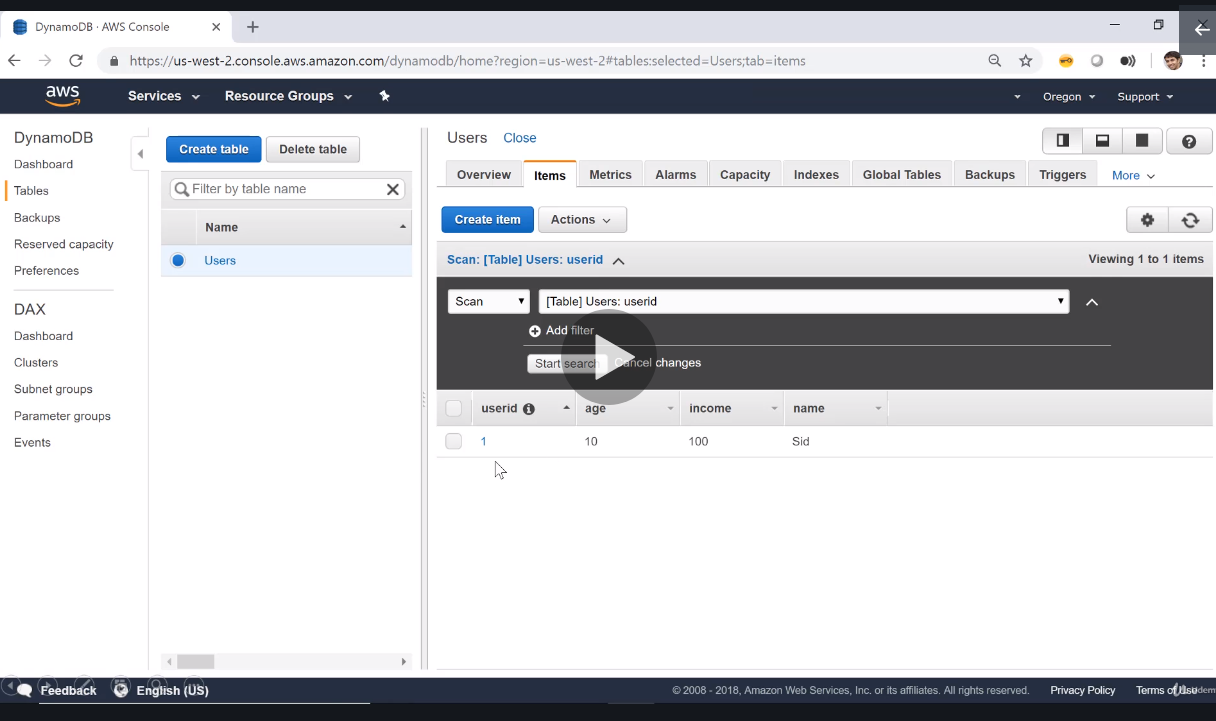 DynamoDB · AWS Console
https://us-west-2.console.aws.amazon.com/dynamodb/home?region=us-west-2#tables:selected=Users;tab=items
aws
Services
Resource Groups
Oregon
Support
DynamoDB
Dashboard
Tables
Backups
Reserved capacity
Preferences
DAX
Dashboard
Clusters
Subnet groups
Parameter groups
Events
Create table
Delete table
Filter by table name
Name
Users
Users
Close
Overview
Items
Metrics
Alarms
Capacity
Indexes
Global Tables
Backups
Triggers
More
Create item
Actions
Scan: [Table] Users: userid
Viewing 1 to 1 items
Scan
[Table] Users: userid
Add filter
Start search
Cancel changes
userid age income name
1 10 100 Sid
Feedback
English (US)
© 2008 - 2018, Amazon Web Services, Inc. or its affiliates. All rights reserved.
Privacy Policy
Terms of Use